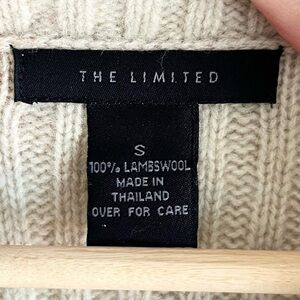 THE LIMITED
S
100% LAMBSWOOL
MADE IN
THAILAND
OVER FOR CARE